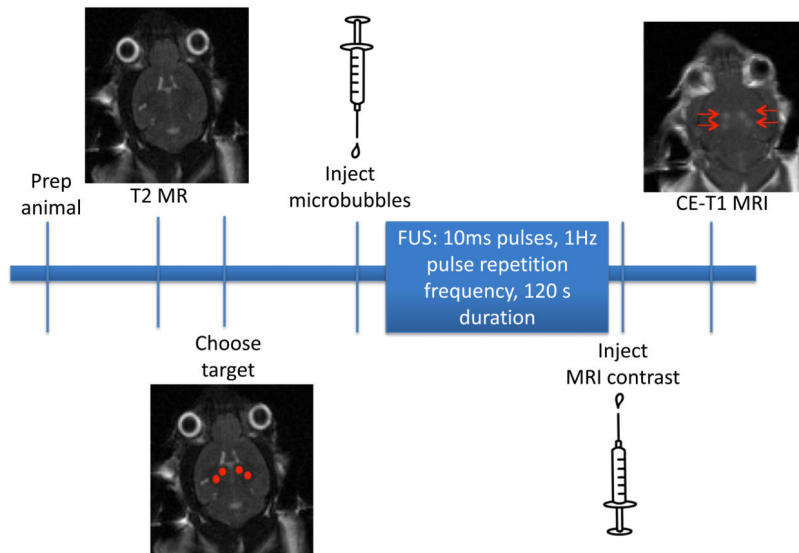 Prep
animal
T2 MR
Inject
microbubbles
CE-T1 MRI
FUS: 10ms pulses, 1Hz
pulse repetition
frequency, 120 s
duration
Choose
target
Inject
MRI contrast